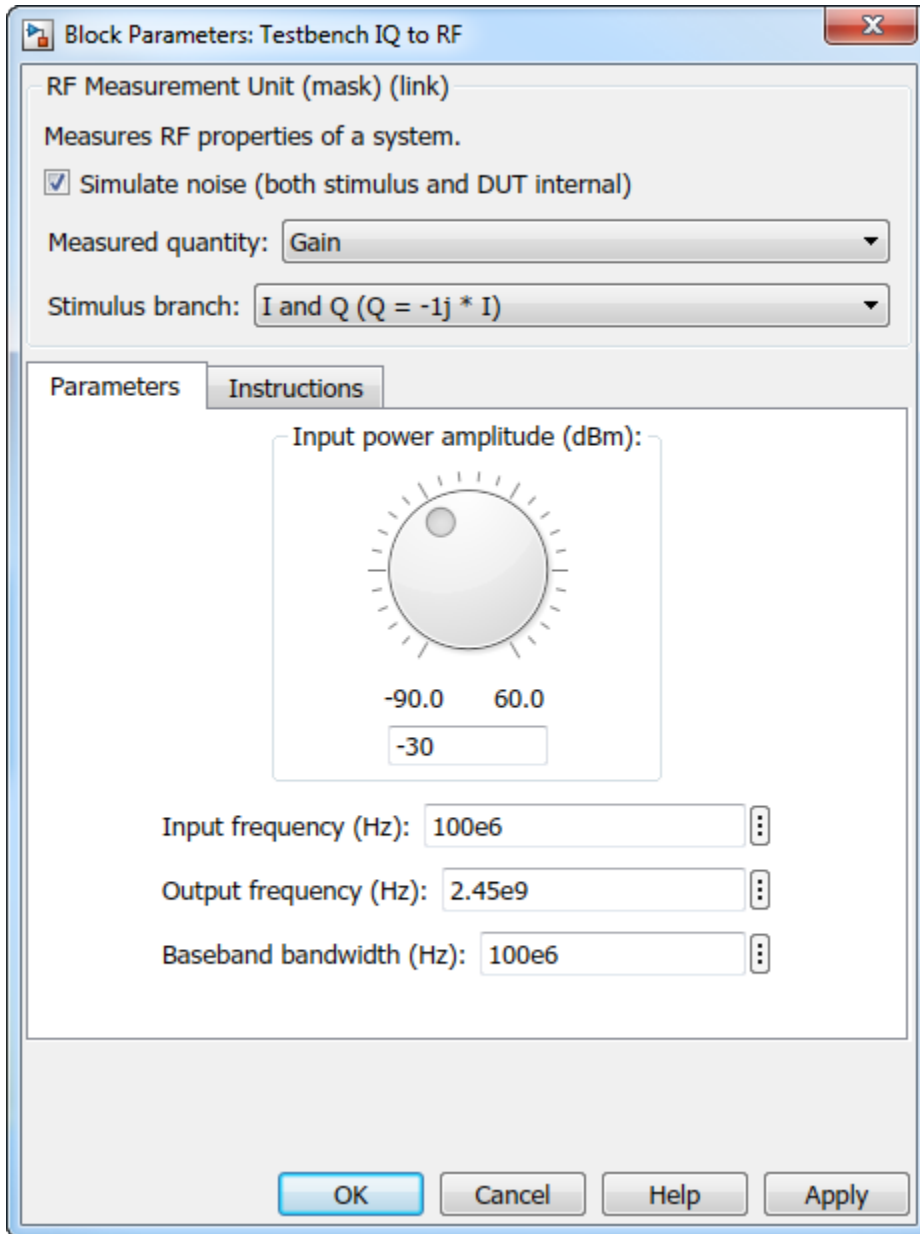 Block Parameters: Testbench IQ to RF
RF Measurement Unit (mask) (link)
Measures RF properties of a system.
Simulate noise (both stimulus and DUT internal)
Measured quantity: Gain
Stimulus branch: I and Q (Q = -1j * I)
Parameters Instructions
Input power amplitude (dBm):
-90.0 60.0
-30
Input frequency (Hz): 100e6
Output frequency (Hz): 2.45e9
Baseband bandwidth (Hz): 100e6
OK Cancel Help Apply